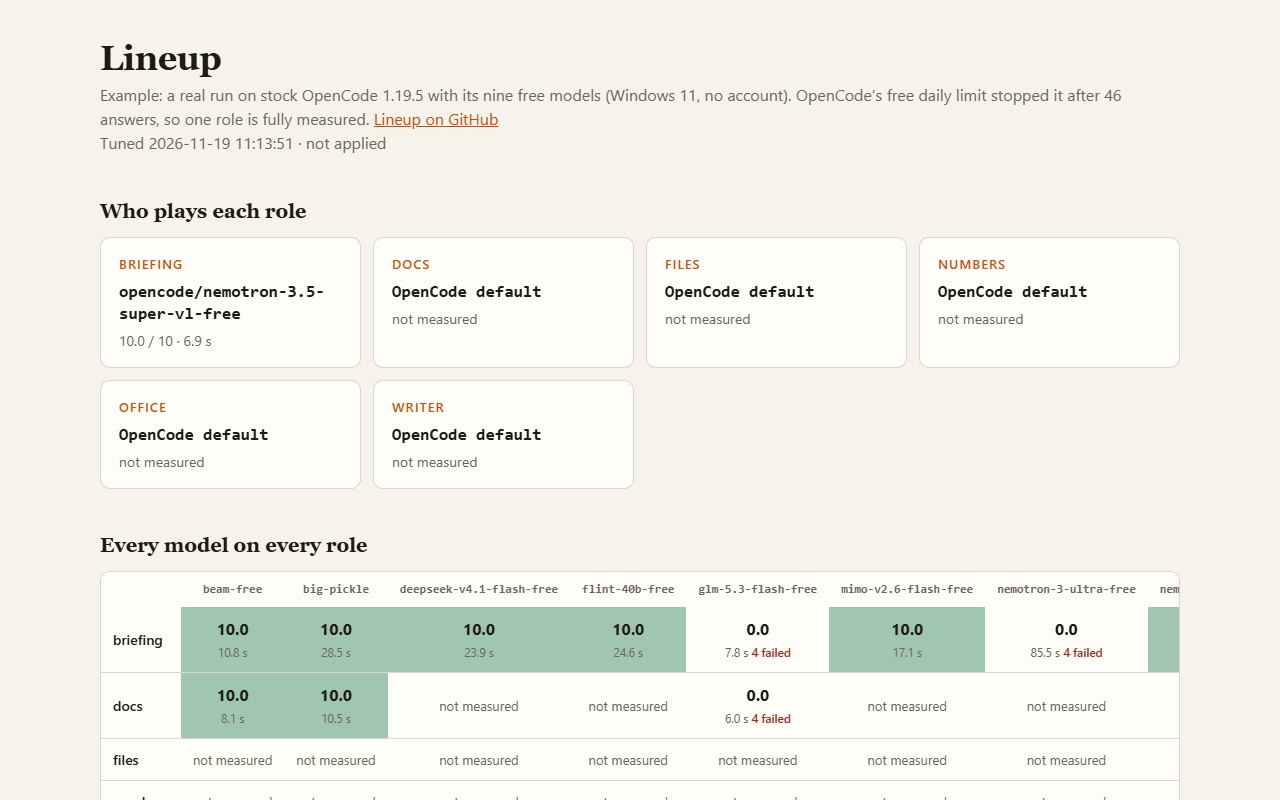 Lineup
Example: a real run on stock OpenCode 1.19.5 with its nine free models (Windows 11, no account). OpenCode's free daily limit stopped it after 46
answers, so one role is fully measured. Lineup on GitHub
Tuned 2026-11-19 11:13:51 · not applied
Who plays each role
BRIEFING DOCS FILES NUMBERS
opencode/nemotron-3.5- OpenCode default OpenCode default OpenCode default
super-vl-free not measured not measured not measured
10.0 / 10 · 6.9 s
OFFICE WRITER
OpenCode default OpenCode default
not measured not measured
Every model on every role
beam-free big-pickle deepseek-v4.1-flash-free flint-40b-free glm-5.3-flash-free mimo-v2.6-flash-free nemotron-3-ultra-free nem
briefing 10.0 10.0 10.0 10.0 0.0 10.0 0.0
10.8 s 28.5 s 23.9 s 24.6 s 7.8 s 4 failed 17.1 s 85.5 s 4 failed
docs 10.0 10.0 not measured not measured 0.0 not measured not measured
8.1 s 10.5 s 6.0 s 4 failed
files not measured not measured not measured not measured not measured not measured not measured